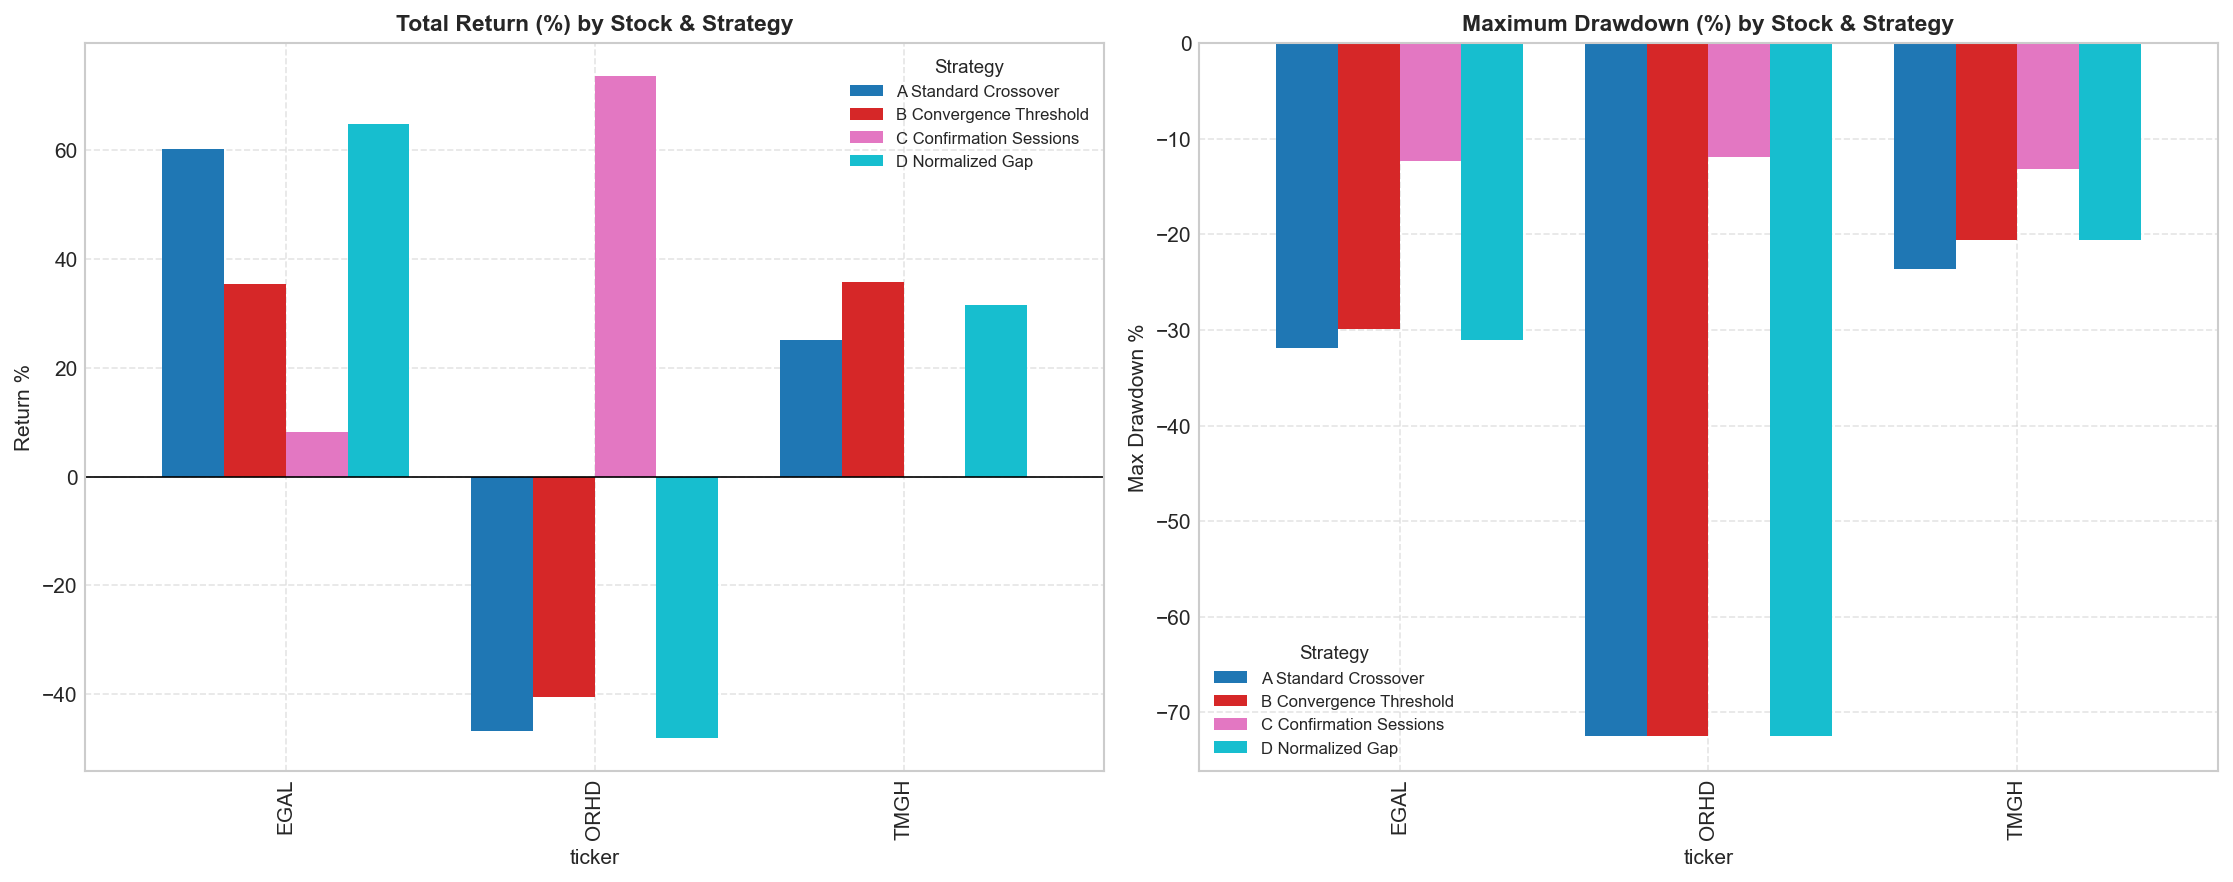 Total Return (%) by Stock & Strategy
Return %
60
40
20
0
−20
−40
Strategy
A Standard Crossover
B Convergence Threshold
C Confirmation Sessions
D Normalized Gap
EGAL
ORHD
TMGH
ticker
Maximum Drawdown (%) by Stock & Strategy
Max Drawdown %
0
−10
−20
−30
−40
−50
−60
−70
Strategy
A Standard Crossover
B Convergence Threshold
C Confirmation Sessions
D Normalized Gap
EGAL
ORHD
TMGH
ticker